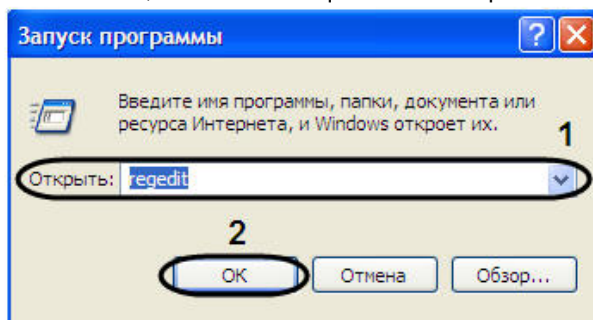 Запуск программы
Введите имя программы, папки, документа или
ресурса Интернета, и Windows откроет их.
1
Открыть: regedit
2
ОК Отмена Обзор...